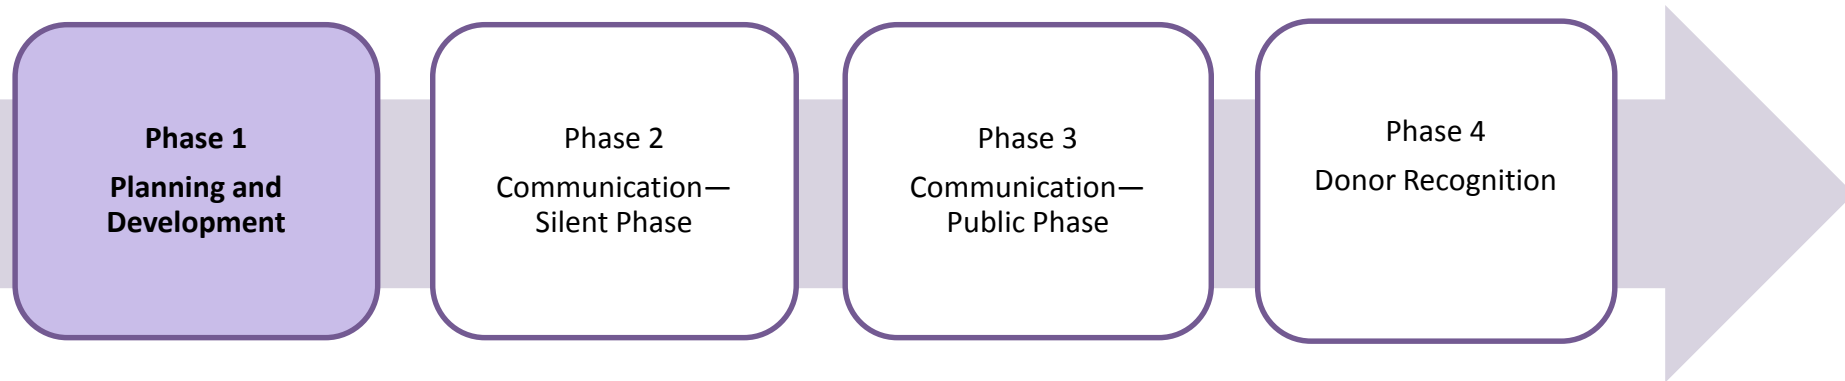 Phase 1
Planning and
Development
Phase 2
Communication—
Silent Phase
Phase 3
Communication—
Public Phase
Phase 4
Donor Recognition